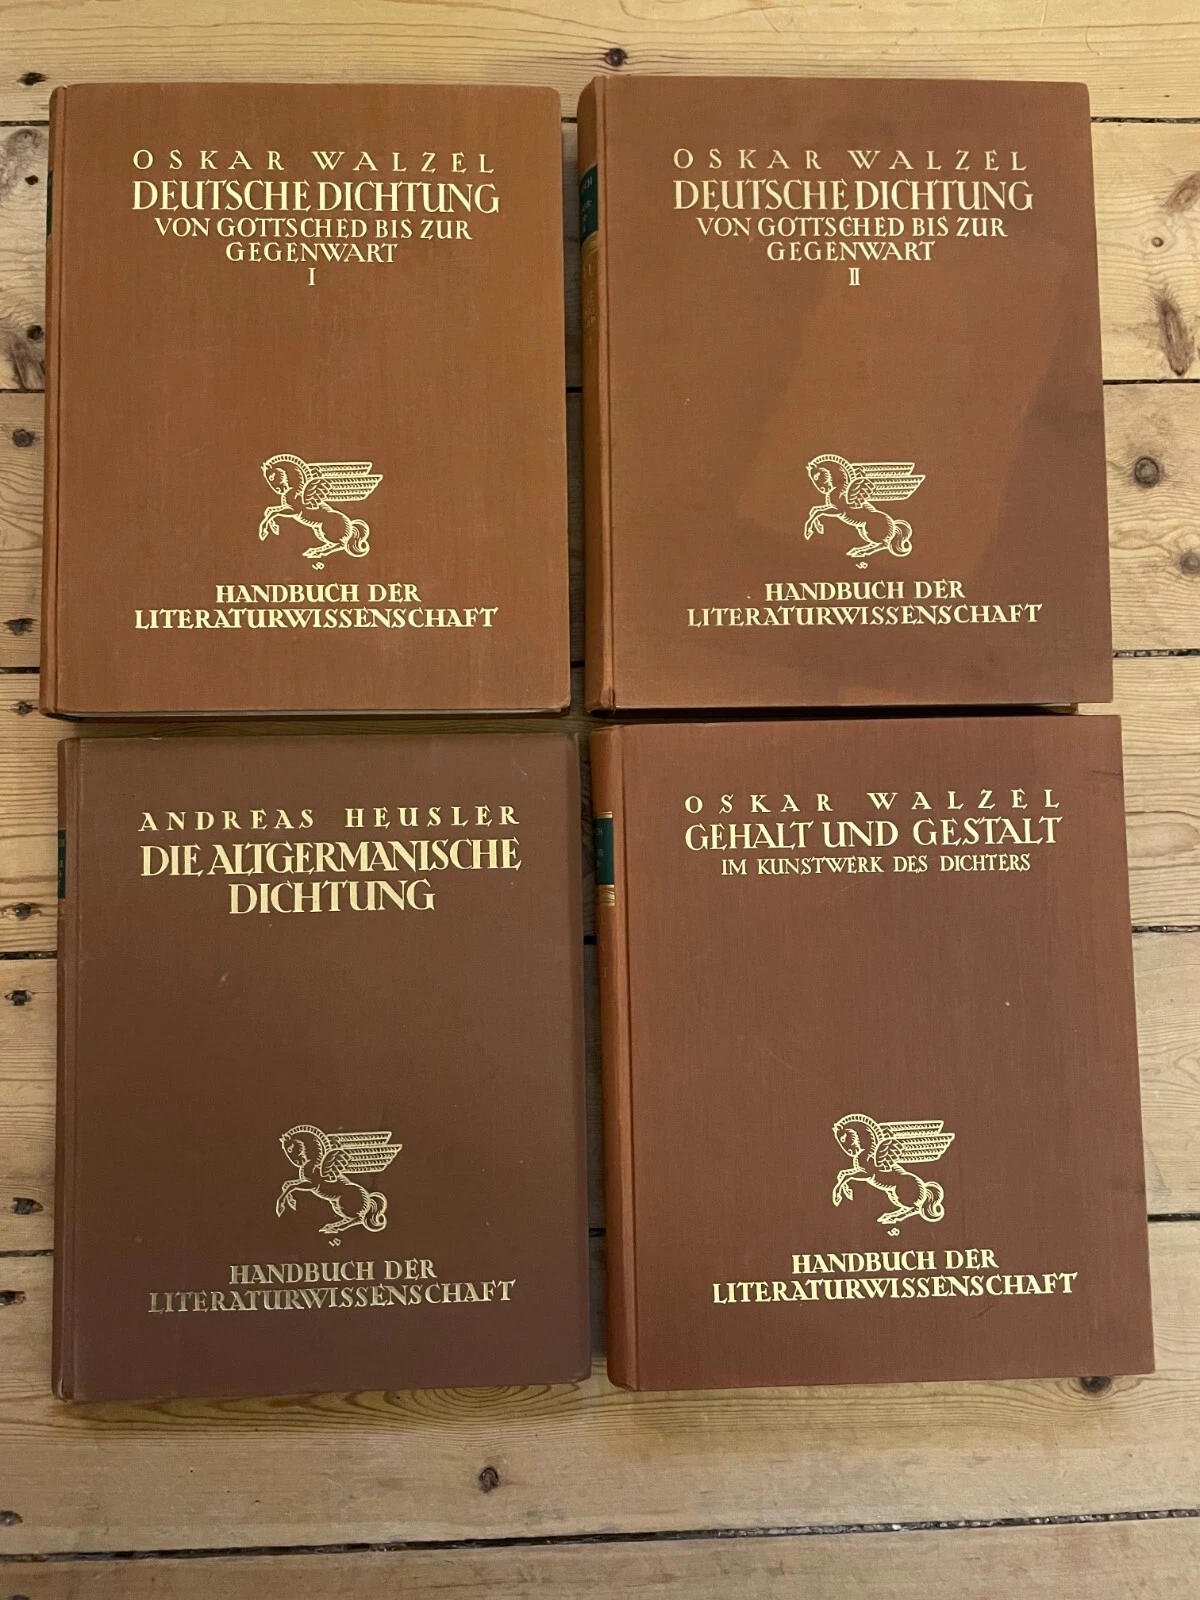 OSKAR WALZEL
DEUTSCHE DICHTUNG
VON GOTTSCHED BIS ZUR
GEGENWART
I
HANDBUCH DER
LITERATURWISSENSCHAFT
OSKAR WALZEL
DEUTSCHE DICHTUNG
VON GOTTSCHED BIS ZUR
GEGENWART
II
HANDBUCH DER
LITERATURWISSENSCHAFT
ANDREAS HEUSLER
DIE ALTGERMANISCHE
DICHTUNG
HANDBUCH DER
LITERATURWISSENSCHAFT
OSKAR WALZEL
GEHALT UND GESTALT
IM KUNSTWERK DES DICHTERS
HANDBUCH DER
LITERATURWISSENSCHAFT